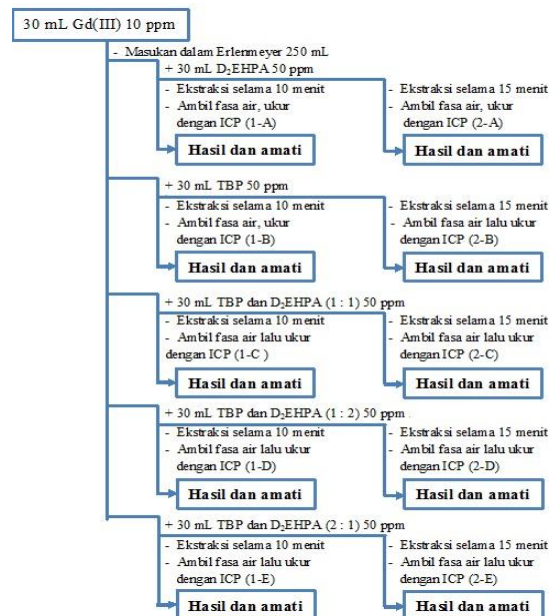 30 mL Gd(III) 10 ppm
- Masukan dalam Erlenmeyer 250 mL
+ 30 mL D₂EHPA 50 ppm
- Ekstraksi selama 10 menit
- Ambil fasa air, ukur
dengan ICP (1-A)
Hasil dan amati
- Ekstraksi selama 15 menit
- Ambil fasa air, ukur
dengan ICP (2-A)
Hasil dan amati
+ 30 mL TBP 50 ppm
- Ekstraksi selama 10 menit
- Ambil fasa air, ukur
dengan ICP (1-B)
Hasil dan amati
- Ekstraksi selama 15 menit
- Ambil fasa air lalu ukur
dengan ICP (2-B)
Hasil dan amati
+ 30 mL TBP dan D₂EHPA (1 : 1) 50 ppm
- Ekstraksi selama 10 menit
- Ambil fasa air lalu ukur
dengan ICP (1-C )
Hasil dan amati
- Ekstraksi selama 15 menit
- Ambil fasa air lalu ukur
dengan ICP (2-C)
Hasil dan amati
+ 30 mL TBP dan D₂EHPA (1 : 2) 50 ppm
- Ekstraksi selama 10 menit
- Ambil fasa air lalu ukur
dengan ICP (1-D)
Hasil dan amati
- Ekstraksi selama 15 menit
- Ambil fasa air lalu ukur
dengan ICP (2-D)
Hasil dan amati
+ 30 mL TBP dan D₂EHPA (2 : 1) 50 ppm
- Ekstraksi selama 10 menit
- Ambil fasa air lalu ukur
dengan ICP (1-E)
Hasil dan amati
- Ekstraksi selama 15 menit
- Ambil fasa air lalu ukur
dengan ICP (2-E)
Hasil dan amati